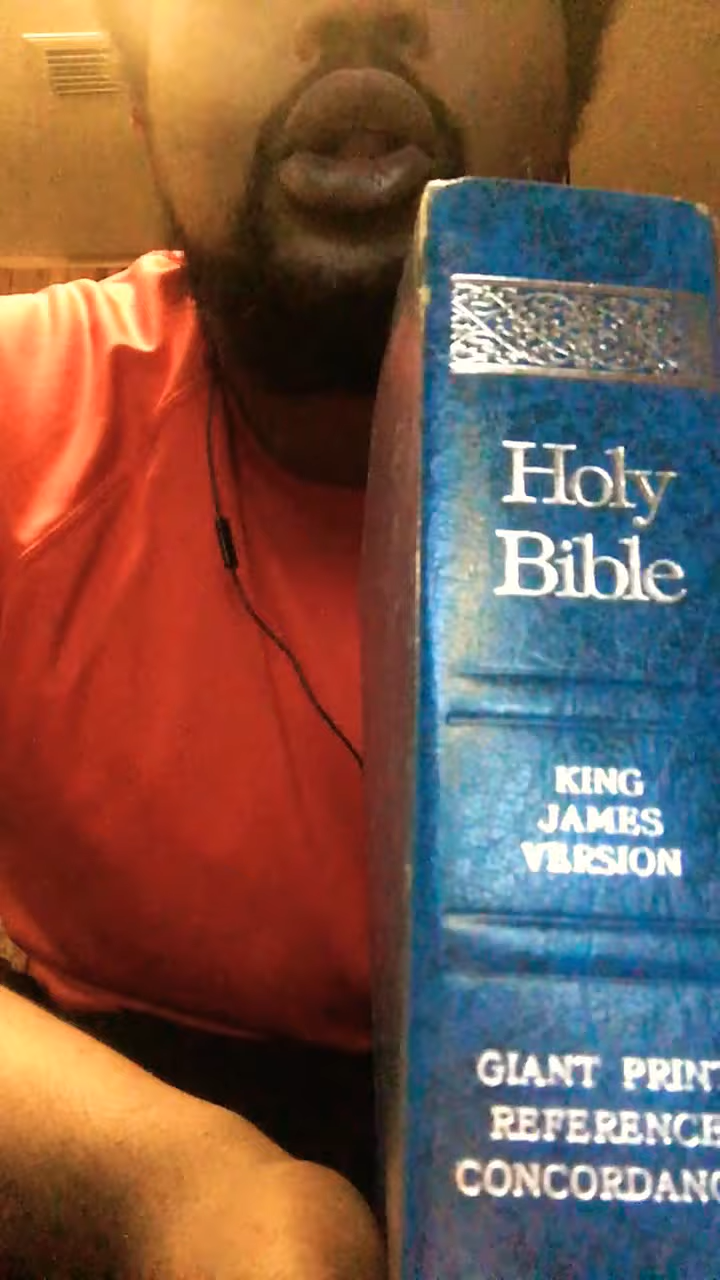 Holy
Bible
KING
JAMES
VERSION
GIANT PRINT
REFERENCE
CONCORDANC